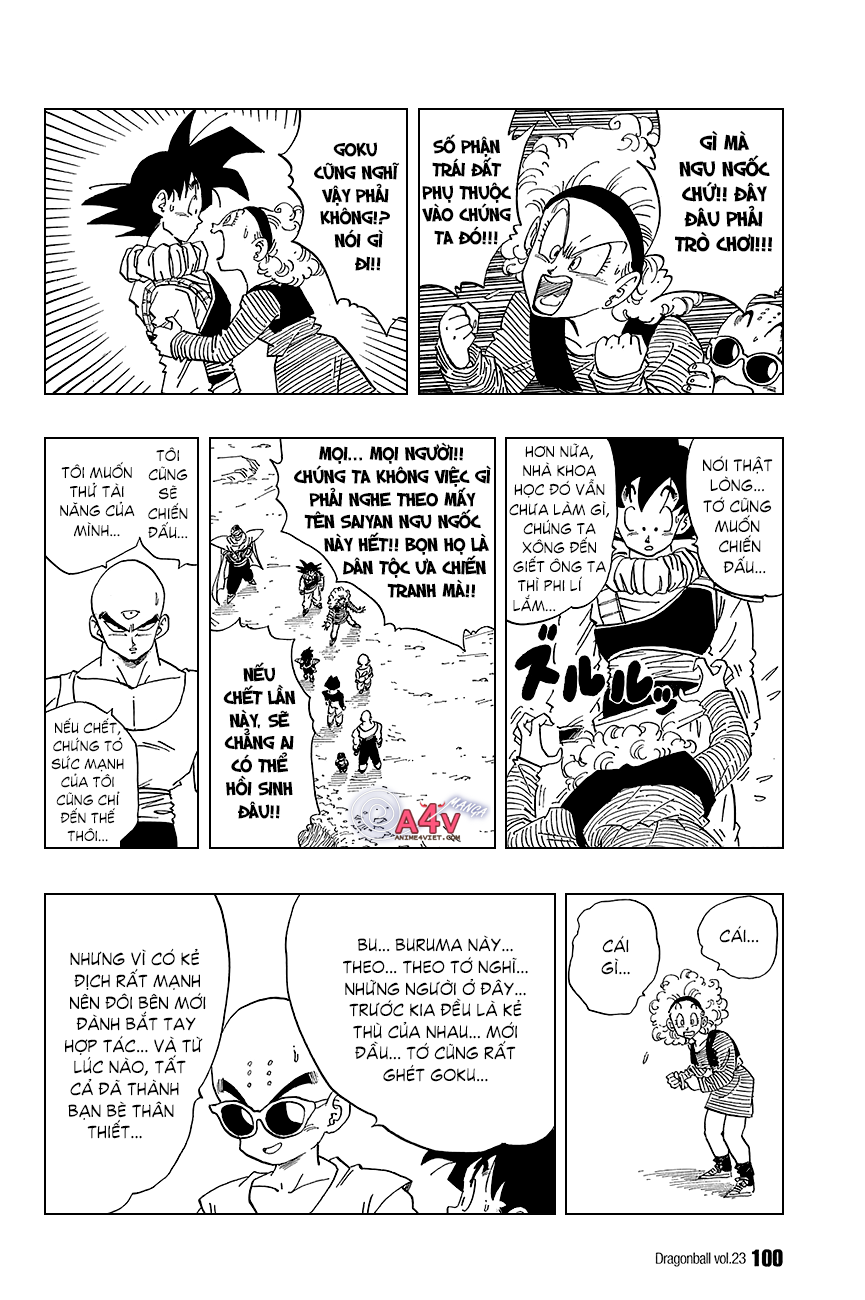 GÌ MÀ
NGU NGỐC
CHỨ!! ĐÂY
ĐÂU PHẢI
TRÒ CHƠI!!!
SỐ PHẬN
TRÁI ĐẤT
PHỤ THUỘC
VÀO CHÚNG
TA ĐÓ!!!
GOKU
CŨNG NGHĨ
VẬY PHẢI
KHÔNG!?
NÓI GÌ
ĐI!!
NÓI THẬT
LÒNG...
TỚ CŨNG
MUỐN
CHIẾN
ĐẤU...
HƠN NỮA,
NHÀ KHOA
HỌC ĐÓ VẪN
CHƯA LÀM GÌ,
CHÚNG TA
XÔNG ĐẾN
GIẾT ÔNG TA
THÌ PHI LÍ
LẮM...
ズルルッ
MỌI... MỌI NGƯỜI!!
CHÚNG TA KHÔNG VIỆC GÌ
PHẢI NGHE THEO MẤY
TÊN SAIYAN NGU NGỐC
NÀY HẾT!! BỌN HỌ LÀ
DÂN TỘC ƯA CHIẾN
TRANH MÀ!!
NẾU
CHẾT LẦN
NÀY, SẼ
CHẲNG AI
CÓ THỂ
HỒI SINH
ĐÂU!!
A4V
MANGA
ANIME4VIET.COM
TÔI
CŨNG
SẼ
CHIẾN
ĐẤU...
TÔI MUỐN
THỬ TÀI
NĂNG CỦA
MÌNH...
NẾU CHẾT,
CHỨNG TỎ
SỨC MẠNH
CỦA TÔI
CŨNG CHỈ
ĐẾN THẾ
THÔI...
CÁI...
CÁI
GÌ...
BU... BURUMA NÀY...
THEO... THEO TỚ NGHĨ...
NHỮNG NGƯỜI Ở ĐÂY...
TRƯỚC KIA ĐỀU LÀ KẺ
THÙ CỦA NHAU... MỚI
ĐẦU... TỚ CŨNG RẤT
GHÉT GOKU...
NHƯNG VÌ CÓ KẺ
ĐỊCH RẤT MẠNH
NÊN ĐÔI BÊN MỚI
ĐÀNH BẮT TAY
HỢP TÁC... VÀ TỪ
LÚC NÀO, TẤT
CẢ ĐÃ THÀNH
BẠN BÈ THÂN
THIẾT...
Dragonball vol.23 100